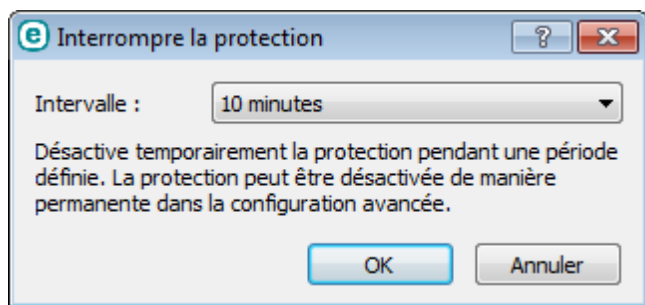 e Interrompre la protection ?
Intervalle : 10 minutes
Désactive temporairement la protection pendant une période
définie. La protection peut être désactivée de manière
permanente dans la configuration avancée.
OK Annuler